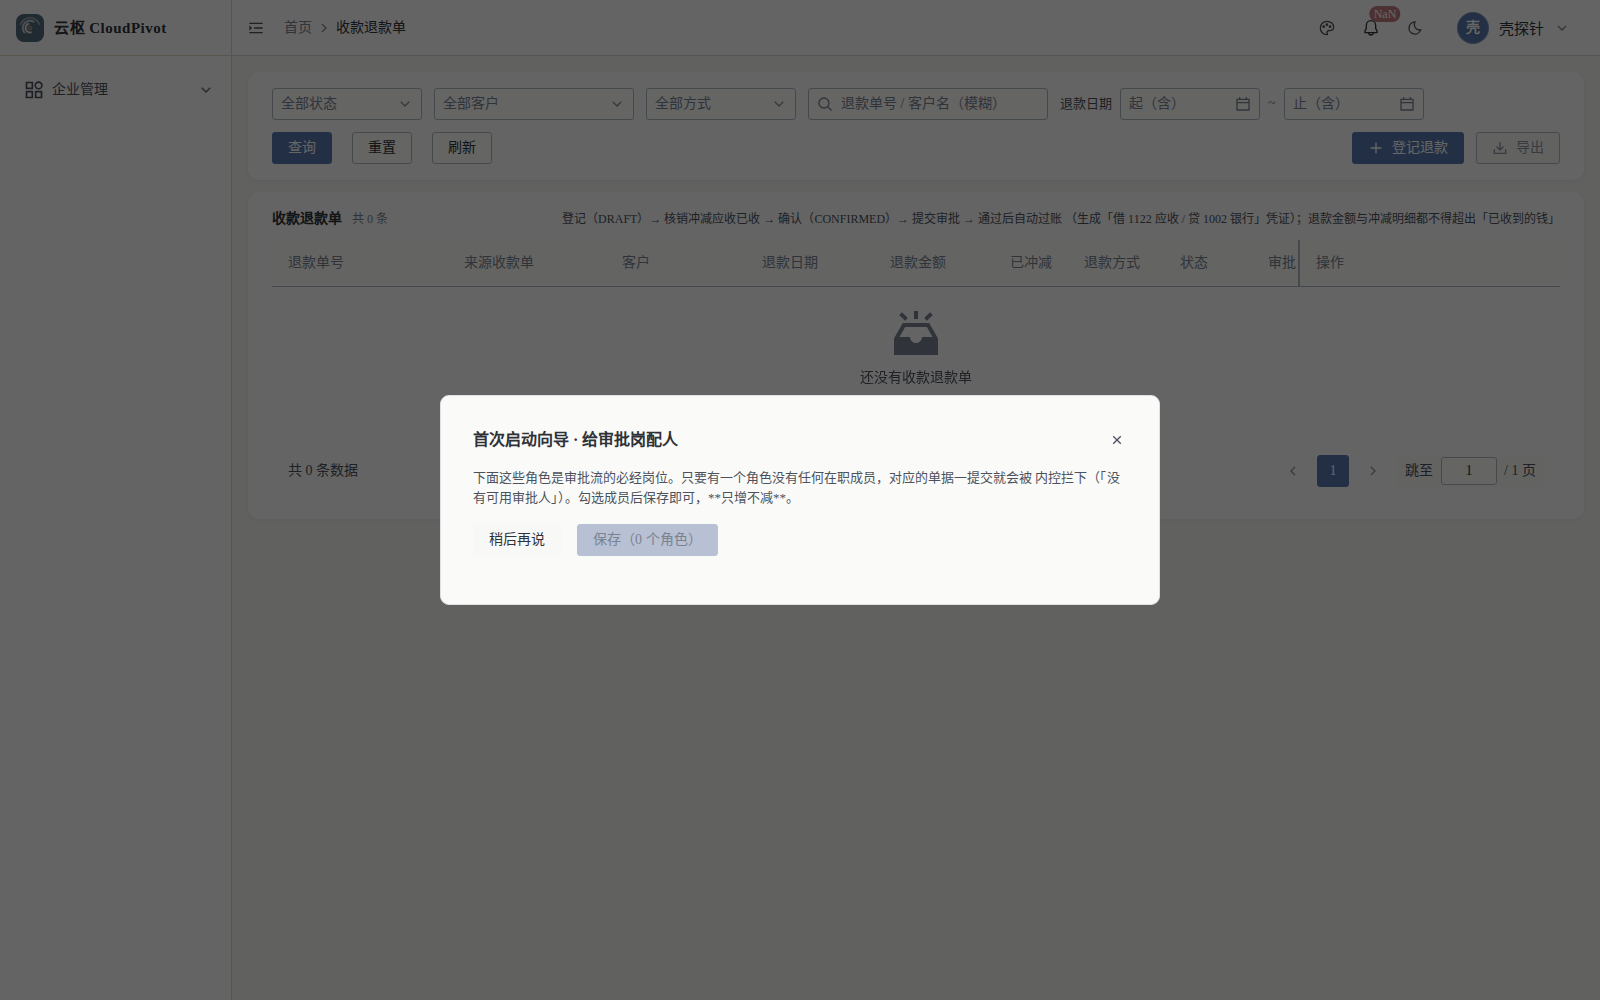 云枢 CloudPivot
首页 > 收款退款单
NaN
壳 壳探针
企业管理
全部状态 全部客户 全部方式 退款单号 / 客户名（模糊） 退款日期 起（含） ~ 止（含）
查询 重置 刷新 登记退款 导出
收款退款单 共 0 条 登记（DRAFT）→ 核销冲减应收已收 → 确认（CONFIRMED）→ 提交审批 → 通过后自动过账 （生成「借 1122 应收 / 贷 1002 银行」凭证）；退款金额与冲减明细都不得超出「已收到的钱」
退款单号 来源收款单 客户 退款日期 退款金额 已冲减 退款方式 状态 审批 操作
还没有收款退款单
首次启动向导 · 给审批岗配人
下面这些角色是审批流的必经岗位。只要有一个角色没有任何在职成员，对应的单据一提交就会被 内控拦下（「没
有可用审批人」）。勾选成员后保存即可，**只增不减**。
稍后再说 保存（0 个角色）
共 0 条数据 1 跳至 1 / 1 页